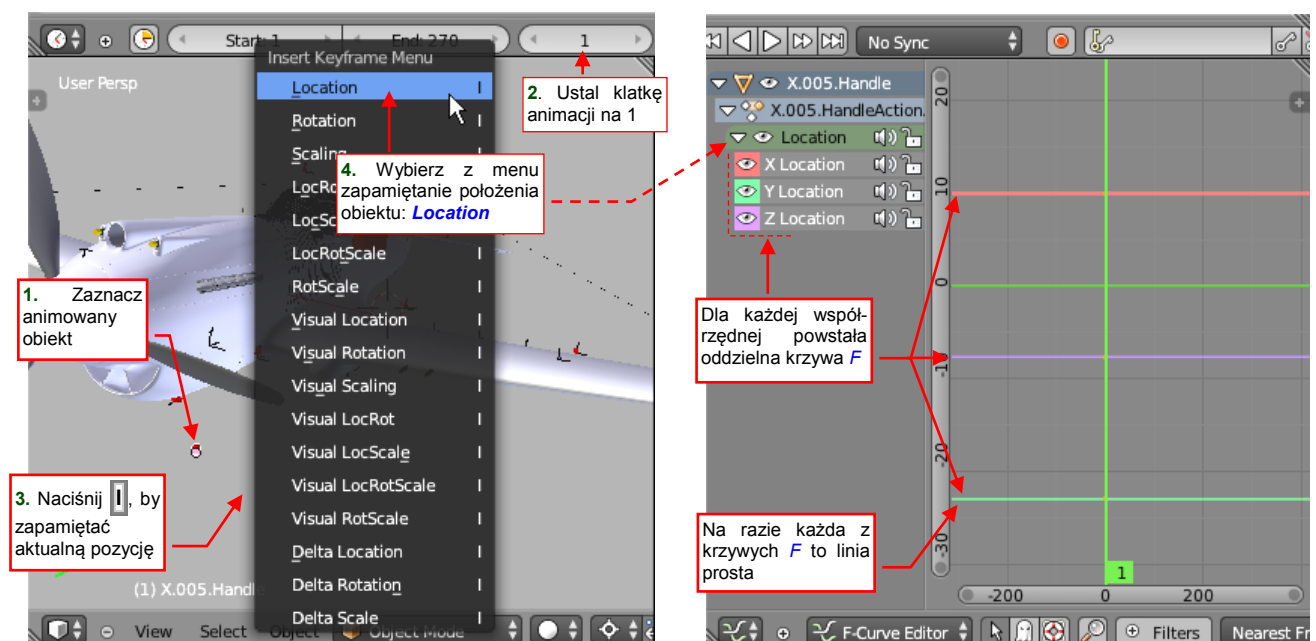 Start: 1
End: 270
1
User Persp
Insert Keyframe Menu
Location I
Rotation I
Scaling
LocRo
LocSc
LocRotScale I
RotScale I
Visual Location I
Visual Rotation I
Visual Scaling I
Visual LocRot I
Visual LocScale I
Visual LocRotScale I
Visual RotScale I
Delta Location I
Delta Rotation I
Delta Scale I
2. Ustal klatkę
animacji na 1
4. Wybierz z menu
zapamiętanie położenia
obiektu: Location
1. Zaznacz
animowany
obiekt
3. Naciśnij I, by
zapamiętać
aktualną pozycję
(1) X.005.Handl
View Select Object Object Mode
No Sync
X.005.Handle
X.005.HandleAction.
Location
X Location
Y Location
Z Location
20
10
0
-10
-20
-30
Dla każdej współ-
rzędnej powstała
oddzielna krzywa F
Na razie każda z
krzywych F to linia
prosta
1
-200 0 200
F-Curve Editor Filters Nearest F